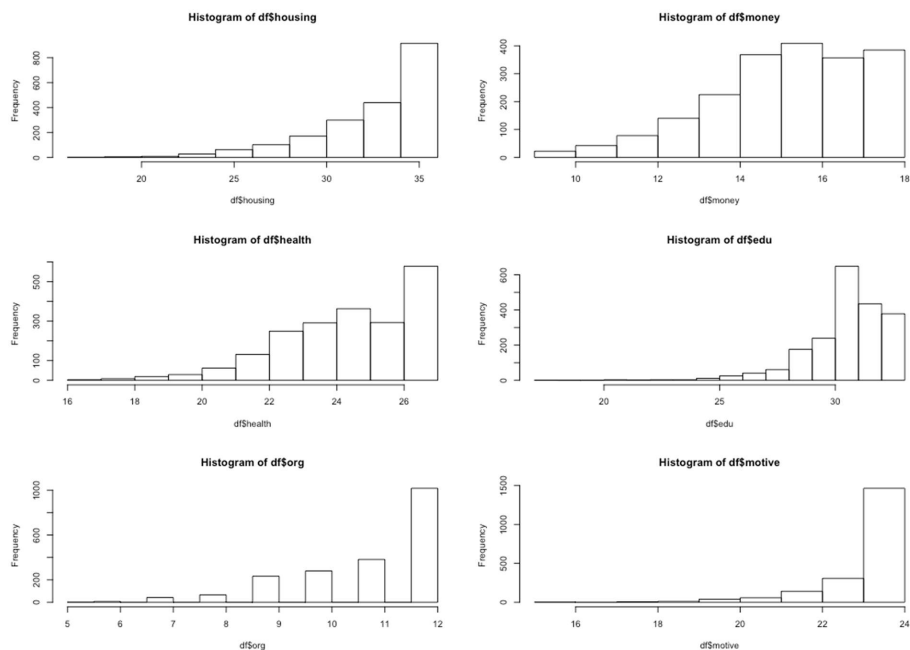 Histogram of df$housing
Frequency
0 200 400 600 800
20 25 30 35
df$housing
Histogram of df$money
Frequency
0 100 200 300 400
10 12 14 16 18
df$money
Histogram of df$health
Frequency
0 100 300 500
16 18 20 22 24 26
df$health
Histogram of df$edu
Frequency
0 200 400 600
20 25 30
df$edu
Histogram of df$org
Frequency
0 200 600 1000
5 6 7 8 9 10 11 12
df$org
Histogram of df$motive
Frequency
0 500 1000 1500
16 18 20 22 24
df$motive